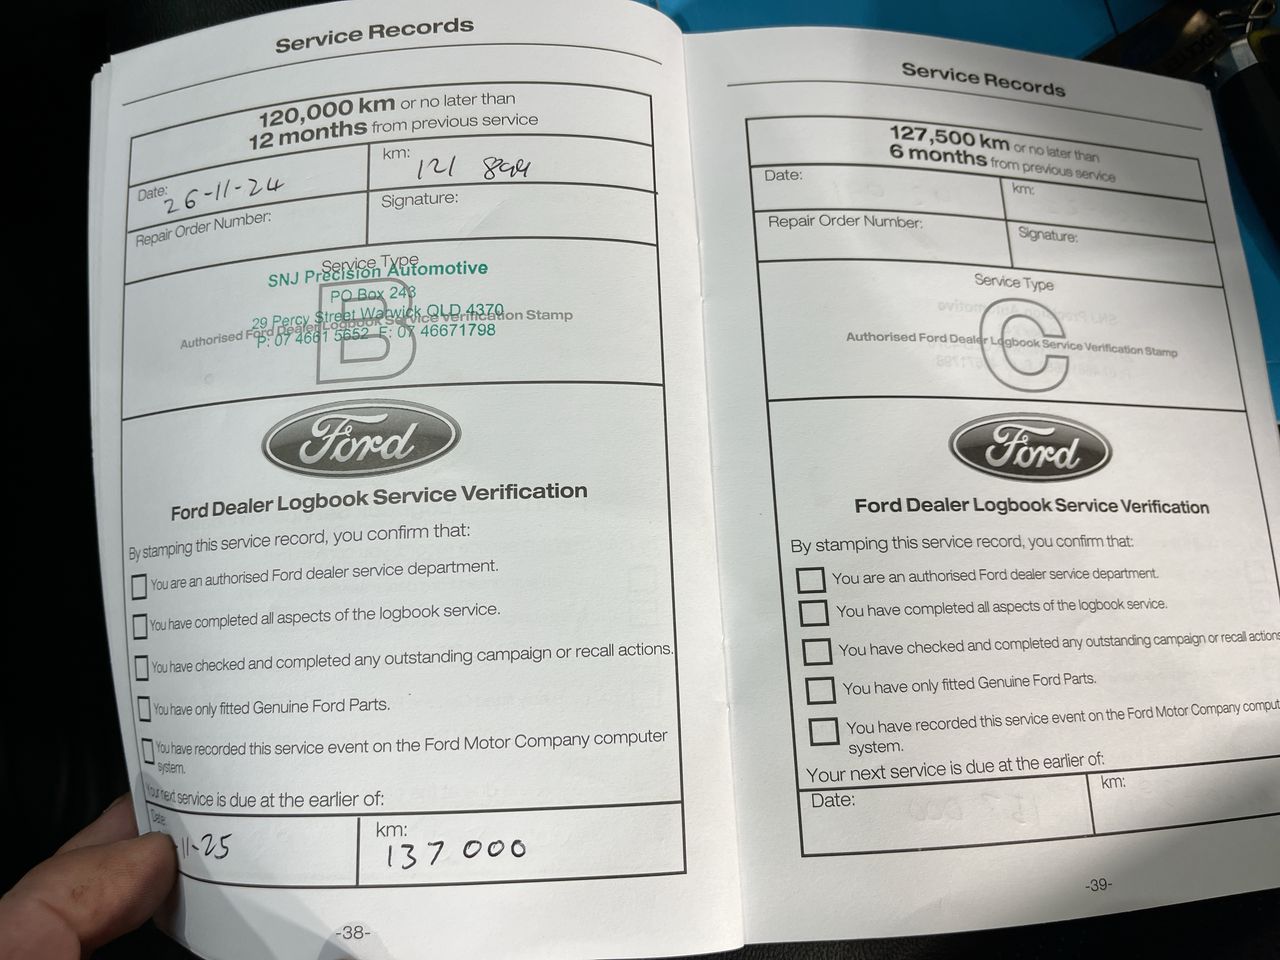 Service Records
120,000 km or no later than
12 months from previous service
Date: 26-11-24
km: 121 894
Repair Order Number:
Signature:
Service Type
SNJ Precision Automotive
PO Box 243
29 Percy Street Warwick QLD 4370
P: 07 4661 5652 F: 07 46671798
B
Authorised Ford Dealer Logbook Service Verification Stamp
Ford
Ford Dealer Logbook Service Verification
By stamping this service record, you confirm that:
You are an authorised Ford dealer service department.
You have completed all aspects of the logbook service.
You have checked and completed any outstanding campaign or recall actions.
You have only fitted Genuine Ford Parts.
You have recorded this service event on the Ford Motor Company computer
system.
Your next service is due at the earlier of:
Date: -11-25
km: 137 000
-38-
Service Records
127,500 km or no later than
6 months from previous service
Date:
km:
Repair Order Number:
Signature:
Service Type
C
Authorised Ford Dealer Logbook Service Verification Stamp
Ford
Ford Dealer Logbook Service Verification
By stamping this service record, you confirm that:
You are an authorised Ford dealer service department.
You have completed all aspects of the logbook service.
You have checked and completed any outstanding campaign or recall actions
You have only fitted Genuine Ford Parts.
You have recorded this service event on the Ford Motor Company comput
system.
Your next service is due at the earlier of:
Date:
km:
-39-